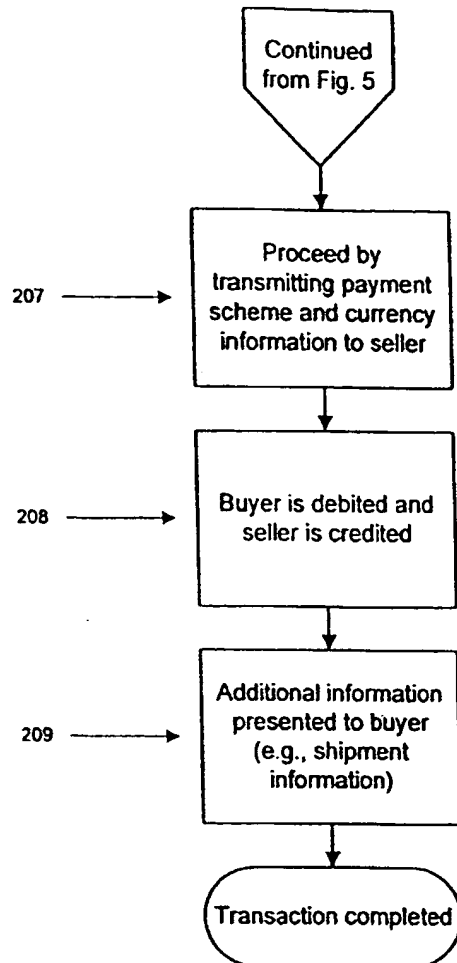 Continued
from Fig. 5
207
Proceed by
transmitting payment
scheme and currency
information to seller
208
Buyer is debited and
seller is credited
209
Additional information
presented to buyer
(e.g., shipment
information)
Transaction completed